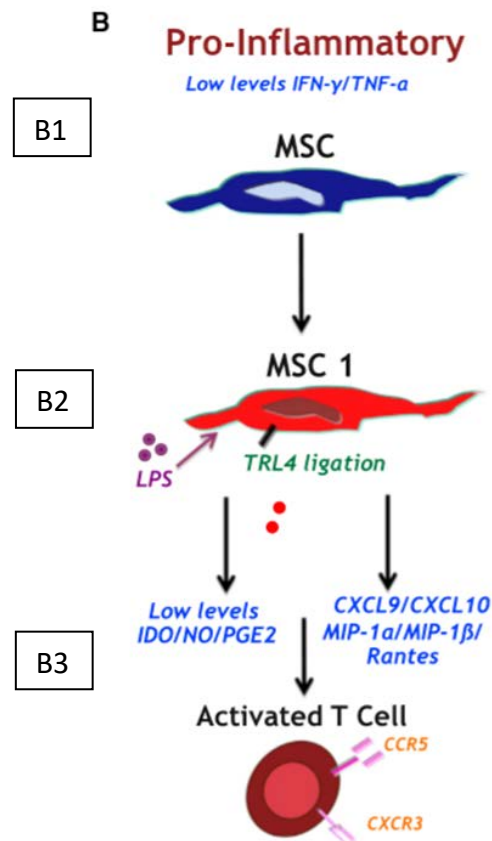 B
Pro-Inflammatory
Low levels IFN-γ/TNF-a
B1
MSC
MSC 1
B2
LPS
TRL4 ligation
Low levels
IDO/NO/PGE2
CXCL9/CXCL10
MIP-1a/MIP-1β/
Rantes
B3
Activated T Cell
CCR5
CXCR3